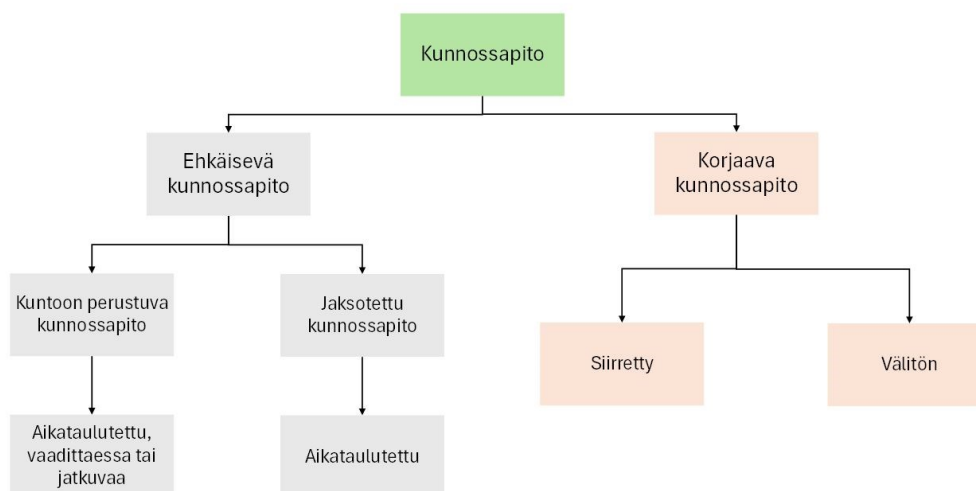 Kunnossapito
Ehkäisevä
kunnossapito
Korjaava
kunnossapito
Kuntoon perustuva
kunnossapito
Jaksotettu
kunnossapito
Siirretty
Välitön
Aikataulutettu,
vaadittaessa tai
jatkuvaa
Aikataulutettu